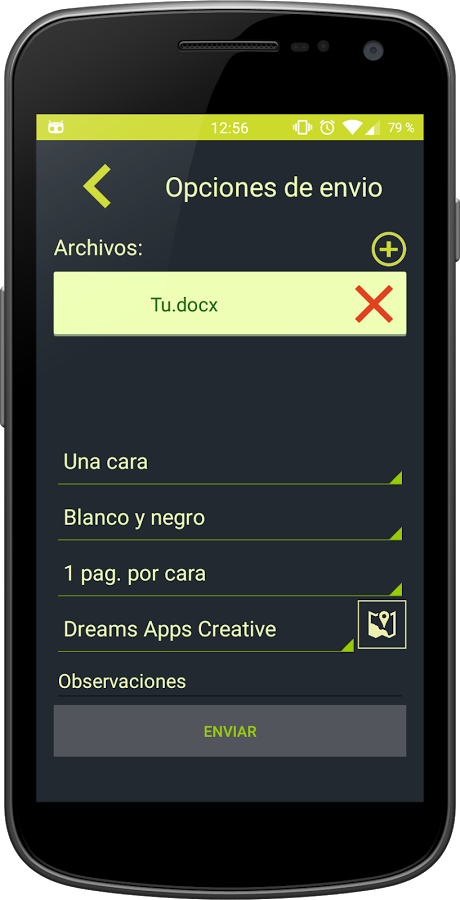 12:56 79 %
Opciones de envio
Archivos:
Tu.docx
Una cara
Blanco y negro
1 pag. por cara
Dreams Apps Creative
Observaciones
ENVIAR